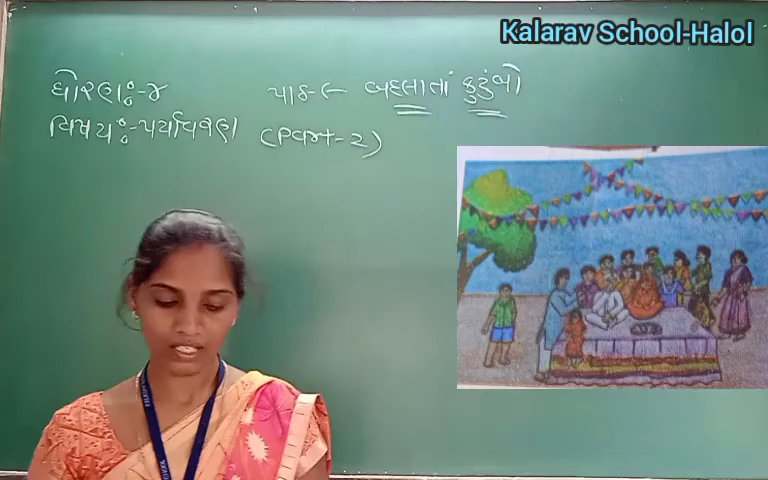 Kalarav School-Halol
ધોરણઃ-૪ પાઠ-૯ બદલાતાં કુટુંબો
વિષયઃ-પર્યાવરણ (Part-2)